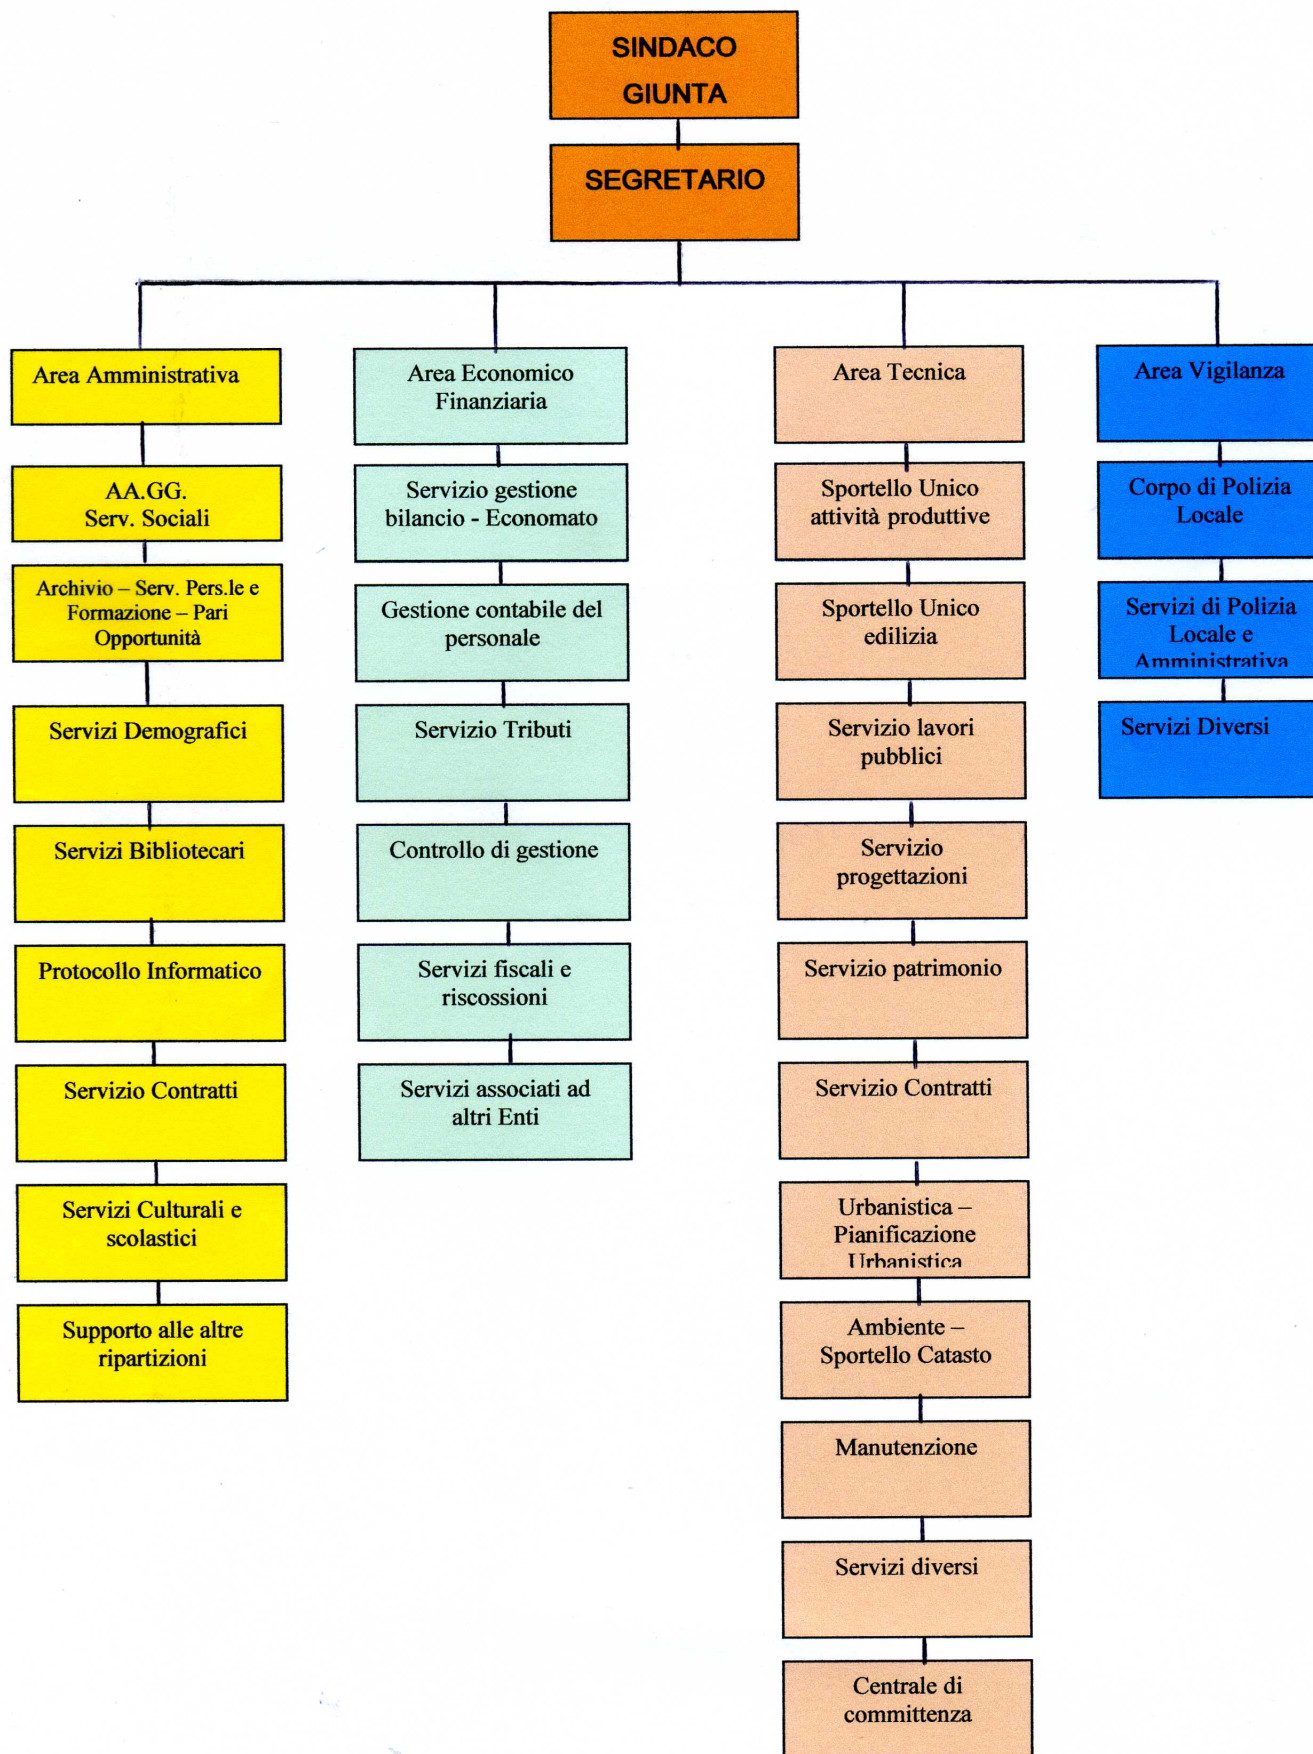 SINDACO
GIUNTA
SEGRETARIO
Area Amministrativa
AA.GG.
Serv. Sociali
Archivio – Serv. Pers.le e
Formazione – Pari
Opportunità
Servizi Demografici
Servizi Bibliotecari
Protocollo Informatico
Servizio Contratti
Servizi Culturali e
scolastici
Supporto alle altre
ripartizioni
Area Economico
Finanziaria
Servizio gestione
bilancio - Economato
Gestione contabile del
personale
Servizio Tributi
Controllo di gestione
Servizi fiscali e
riscossioni
Servizi associati ad
altri Enti
Area Tecnica
Sportello Unico
attività produttive
Sportello Unico
edilizia
Servizio lavori
pubblici
Servizio
progettazioni
Servizio patrimonio
Servizio Contratti
Urbanistica –
Pianificazione
Urbanistica
Ambiente –
Sportello Catasto
Manutenzione
Servizi diversi
Centrale di
committenza
Area Vigilanza
Corpo di Polizia
Locale
Servizi di Polizia
Locale e
Amministrativa
Servizi Diversi